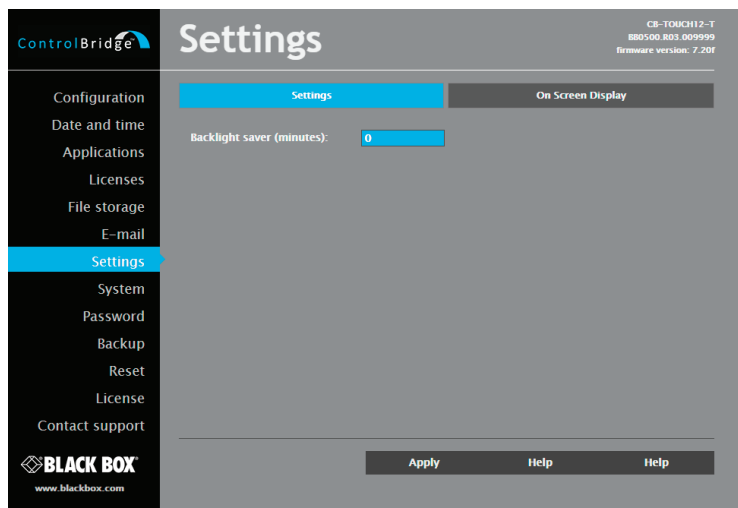 ControlBridge™
Settings
CB-TOUCH12-T
BB0500.R03.009999
firmware version: 7.20f
Configuration
Date and time
Applications
Licenses
File storage
E-mail
Settings
System
Password
Backup
Reset
License
Contact support
BLACK BOX®
www.blackbox.com
Settings
On Screen Display
Backlight saver (minutes):
0
Apply
Help
Help